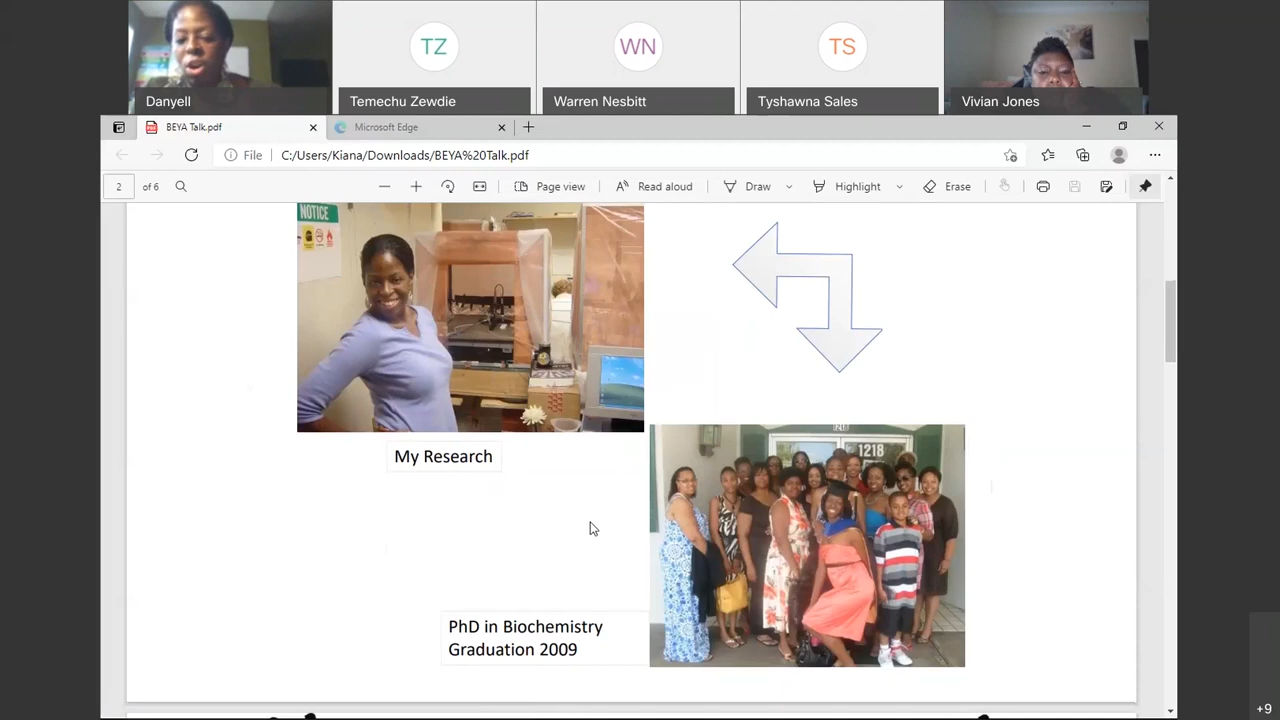 TZ
WN
TS
Danyell
Temechu Zewdie
Warren Nesbitt
Tyshawna Sales
Vivian Jones
BEYA Talk.pdf
Microsoft Edge
File
C:/Users/Kiana/Downloads/BEYA%20Talk.pdf
2
of 6
Page view
Read aloud
Draw
Highlight
Erase
NOTICE
1218
1218
My Research
PhD in Biochemistry
Graduation 2009
+9